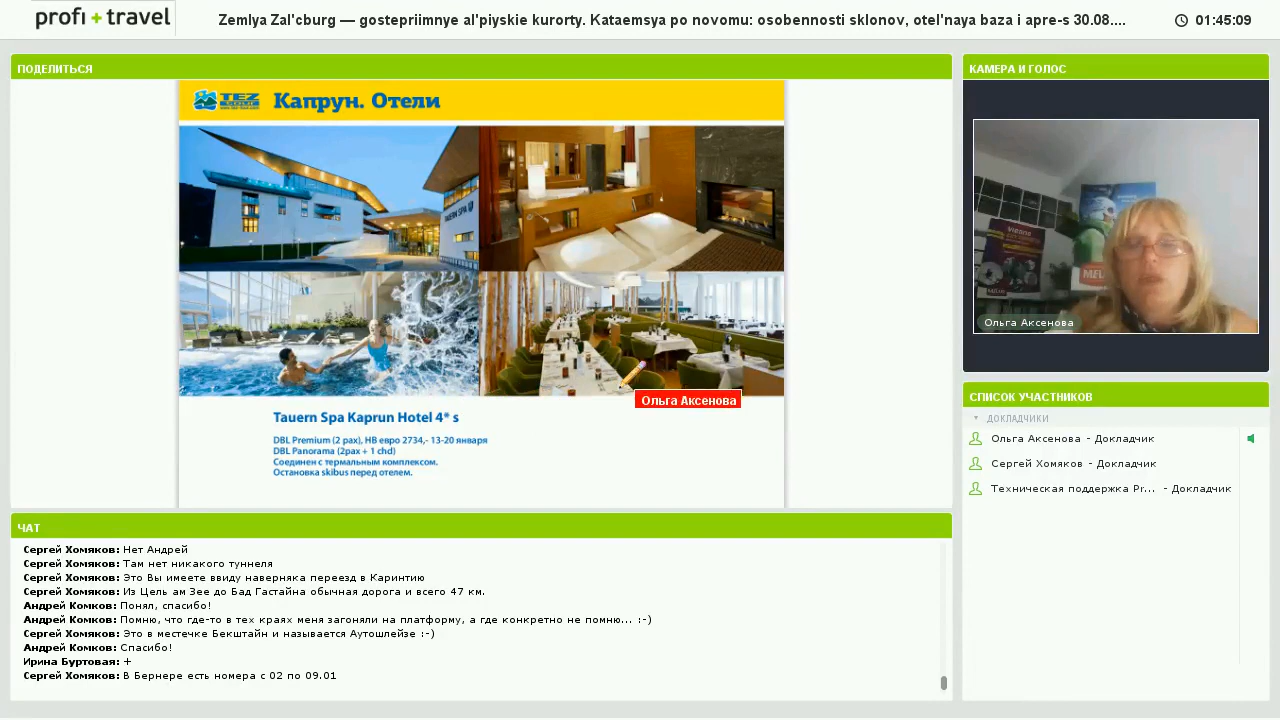 profi + travel
Zemlya Zal'cburg — gostepriimnye al'piyskie kurorty. Kataemsya po novomu: osobennosti sklonov, otel'naya baza i apre-s 30.08....
01:45:09
ПОДЕЛИТЬСЯ
TEZ TOUR
Капрун. Отели
TAUERN SPA
Ольга Аксенова
Tauern Spa Kaprun Hotel 4* s
DBL Premium (2 pax), HB евро 2734,- 13-20 января
DBL Panorama (2pax + 1 chd)
Соединен с термальным комплексом.
Остановка skibus перед отелем.
ЧАТ
Сергей Хомяков: Нет Андрей
Сергей Хомяков: Там нет никакого туннеля
Сергей Хомяков: Это Вы имеете ввиду наверняка переезд в Каринтию
Сергей Хомяков: Из Цель ам Зее до Бад Гастайна обычная дорога и всего 47 км.
Андрей Комков: Понял, спасибо!
Андрей Комков: Помню, что где-то в тех краях меня загоняли на платформу, а где конкретно не помню... :-)
Сергей Хомяков: Это в местечке Бекштайн и называется Аутошлейзе :-)
Андрей Комков: Спасибо!
Ирина Буртовая: +
Сергей Хомяков: В Бернере есть номера с 02 по 09.01
КАМЕРА И ГОЛОС
Ольга Аксенова
СПИСОК УЧАСТНИКОВ
ДОКЛАДЧИКИ
Ольга Аксенова - Докладчик
Сергей Хомяков - Докладчик
Техническая поддержка Pr... - Докладчик